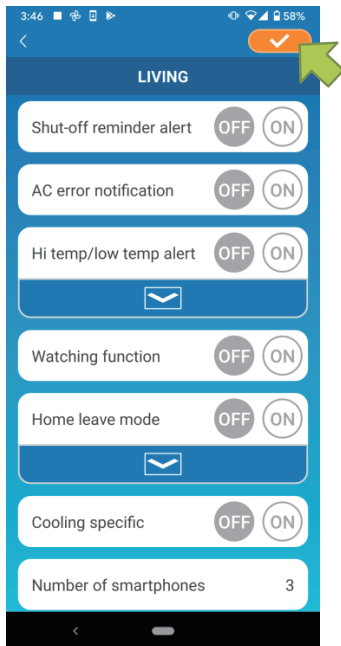 3:46 58%
LIVING
Shut-off reminder alert OFF ON
AC error notification OFF ON
Hi temp/low temp alert OFF ON
Watching function OFF ON
Home leave mode OFF ON
Cooling specific OFF ON
Number of smartphones 3